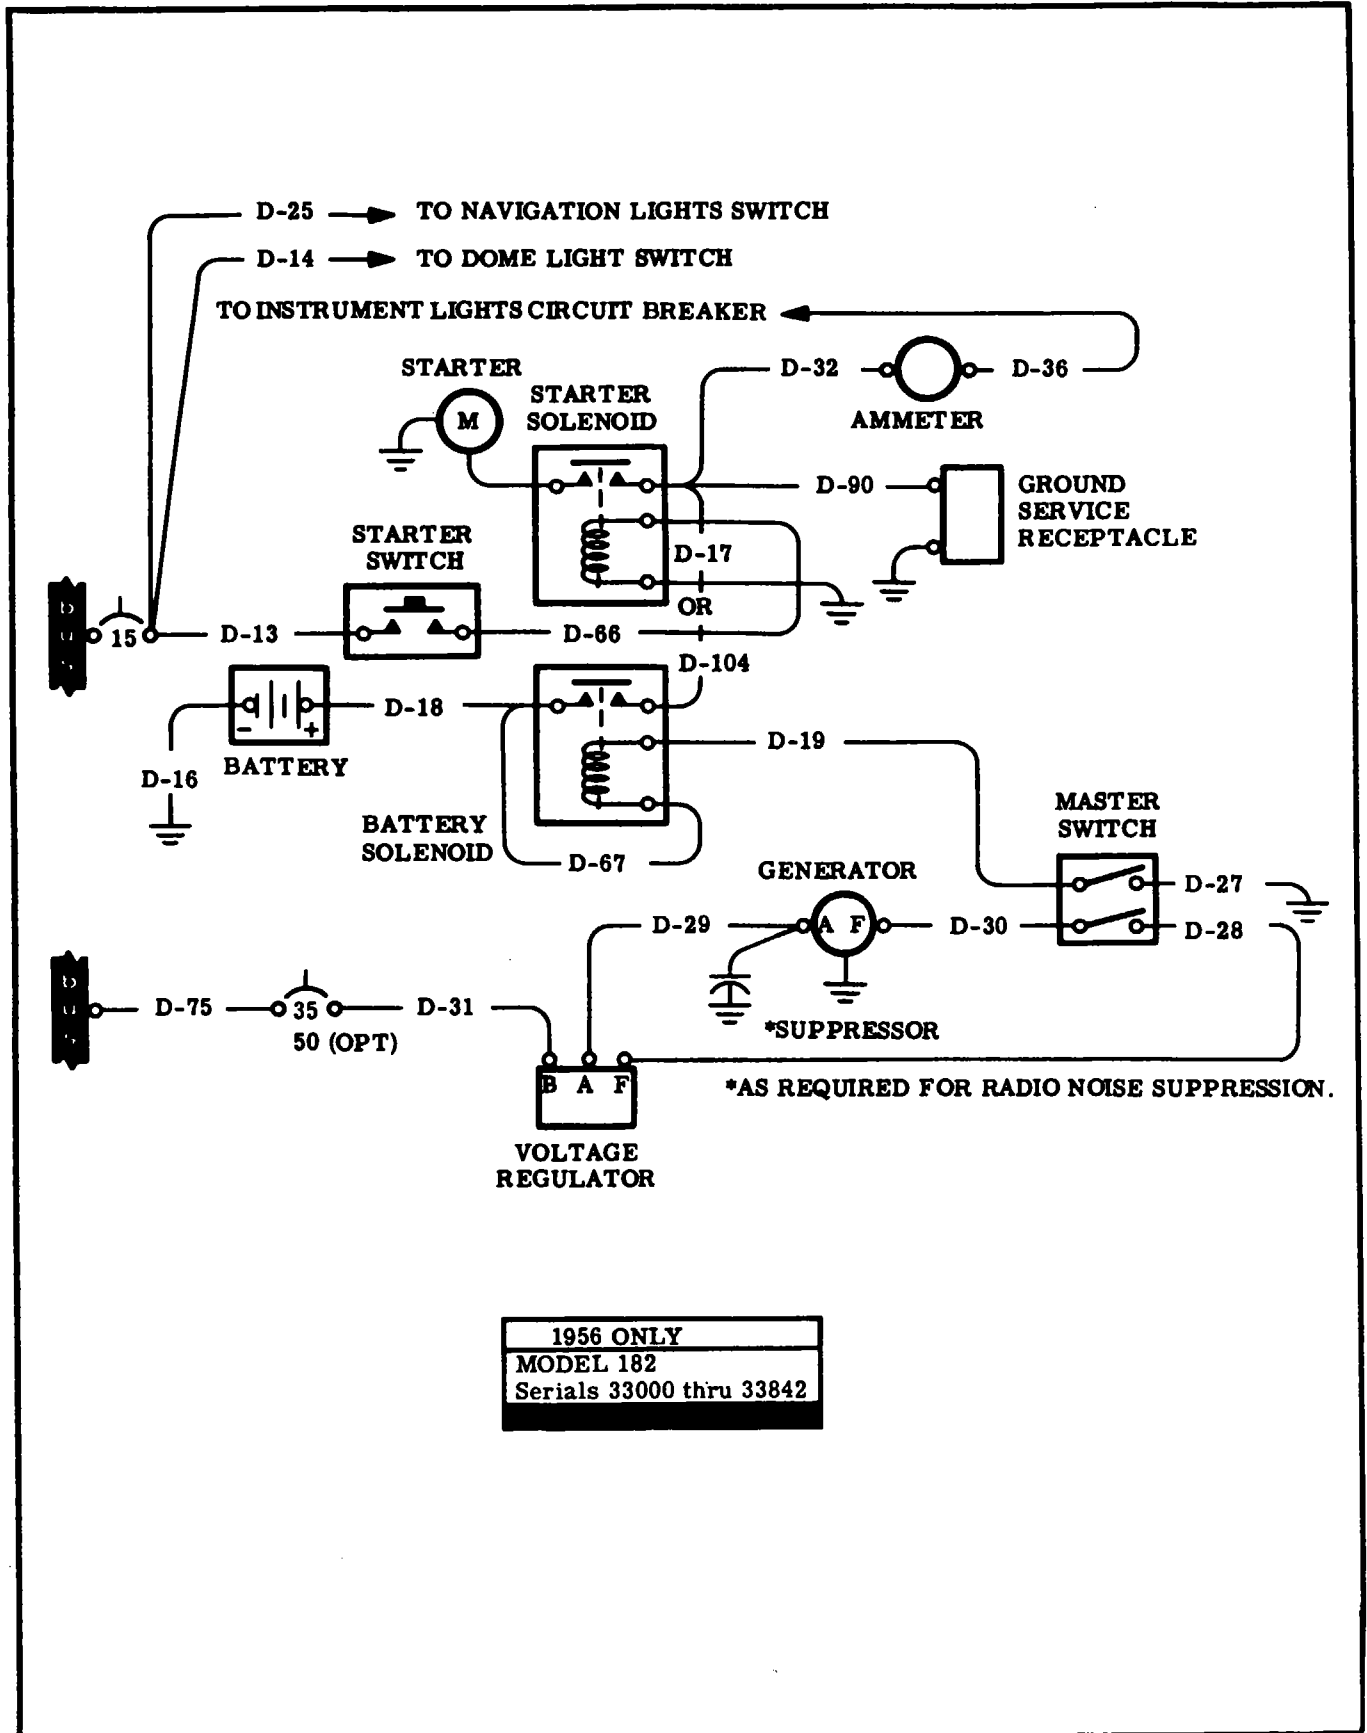 D-25 TO NAVIGATION LIGHTS SWITCH
D-14 TO DOME LIGHT SWITCH
TO INSTRUMENT LIGHTS CIRCUIT BREAKER
D-32
D-36
AMMETER
STARTER
M
STARTER
SOLENOID
D-90
GROUND
SERVICE
RECEPTACLE
STARTER
SWITCH
D-17
OR
D-104
BUS
15
D-13
D-66
D-18
- +
BATTERY
D-16
D-19
BATTERY
SOLENOID
D-67
MASTER
SWITCH
GENERATOR
D-27
D-29
A F
D-30
D-28
BUS
D-75
35
D-31
50 (OPT)
*SUPPRESSOR
B A F
*AS REQUIRED FOR RADIO NOISE SUPPRESSION.
VOLTAGE
REGULATOR
1956 ONLY
MODEL 182
Serials 33000 thru 33842